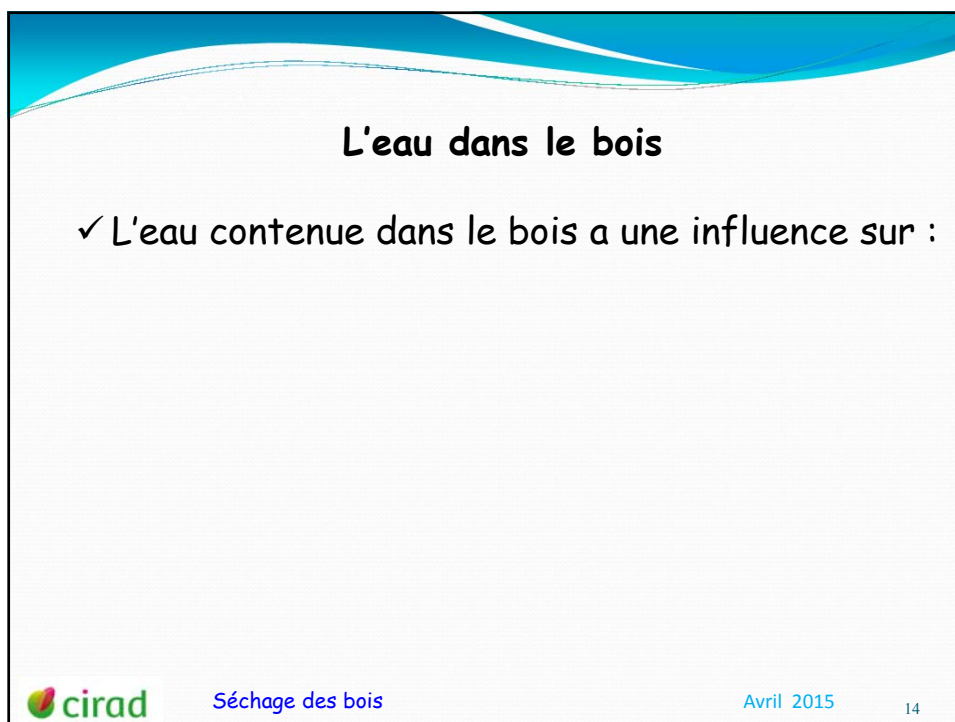 L'eau dans le bois
✓ L'eau contenue dans le bois a une influence sur :
cirad
Séchage des bois
Avril 2015
14